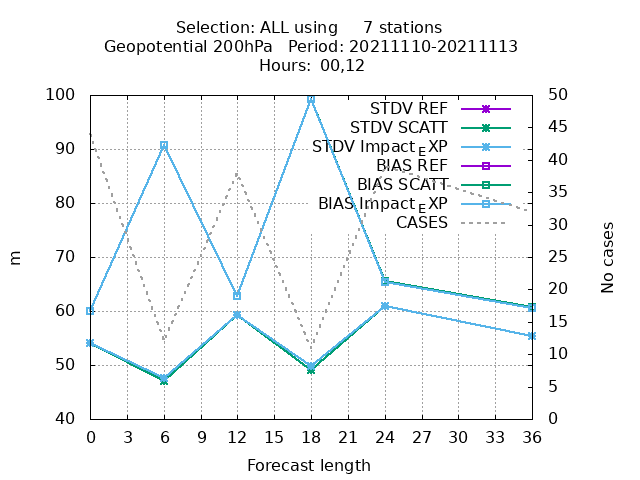 Selection: ALL using     7 stations
Geopotential 200hPa   Period: 20211110-20211113
Hours:  00,12
100
90
80
70
60
50
40
m
50
45
40
35
30
25
20
15
10
5
0
No cases
STDV REF
STDV SCATT
STDV Impact_EXP
BIAS REF
BIAS SCATT
BIAS Impact_EXP
CASES
0 3 6 9 12 15 18 21 24 27 30 33 36
Forecast length